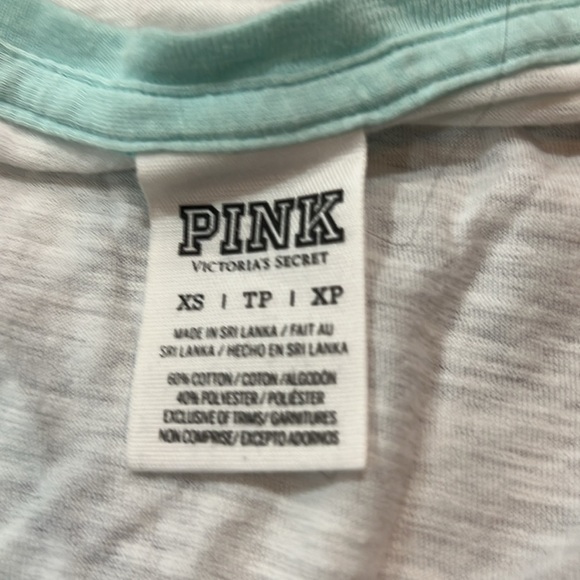 PINK
VICTORIA'S SECRET
XS | TP | XP
MADE IN SRI LANKA / FAIT AU
SRI LANKA / HECHO EN SRI LANKA
60% COTTON / COTON / ALGODÓN
40% POLYESTER / POLIÉSTER
EXCLUSIVE OF TRIMS / GARNITURES
NON COMPRISE / EXCEPTO ADORNOS